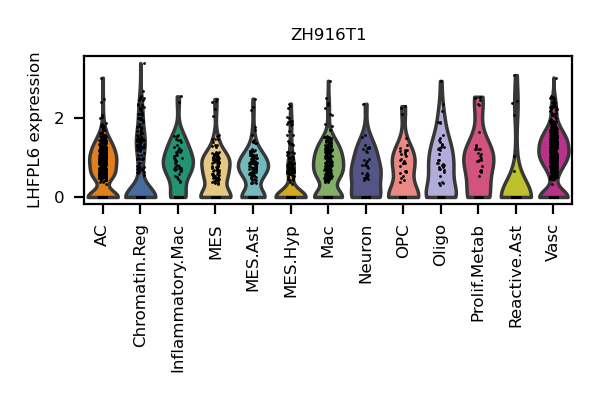 ZH916T1
LHFPL6 expression
2
0
AC
Chromatin.Reg
Inflammatory.Mac
MES
MES.Ast
MES.Hyp
Mac
Neuron
OPC
Oligo
Prolif.Metab
Reactive.Ast
Vasc